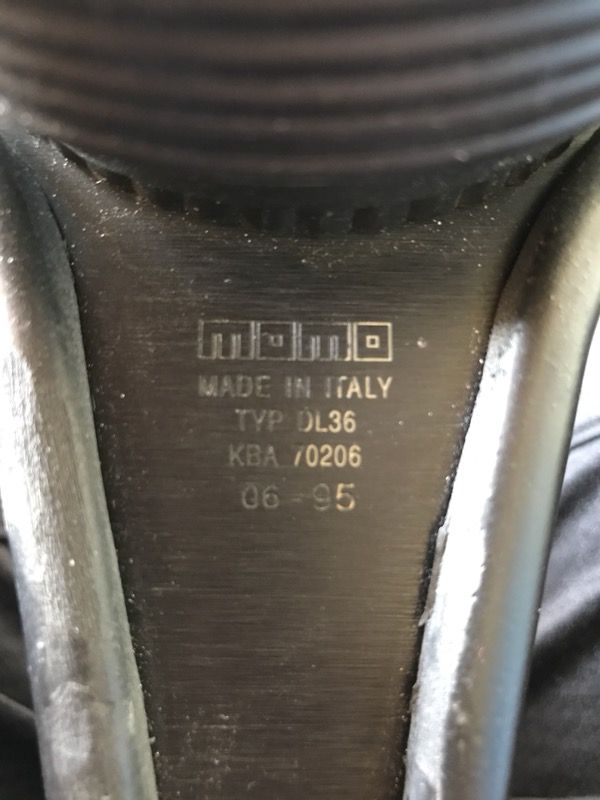 momo
MADE IN ITALY
TYP DL36
KBA 70206
06-95